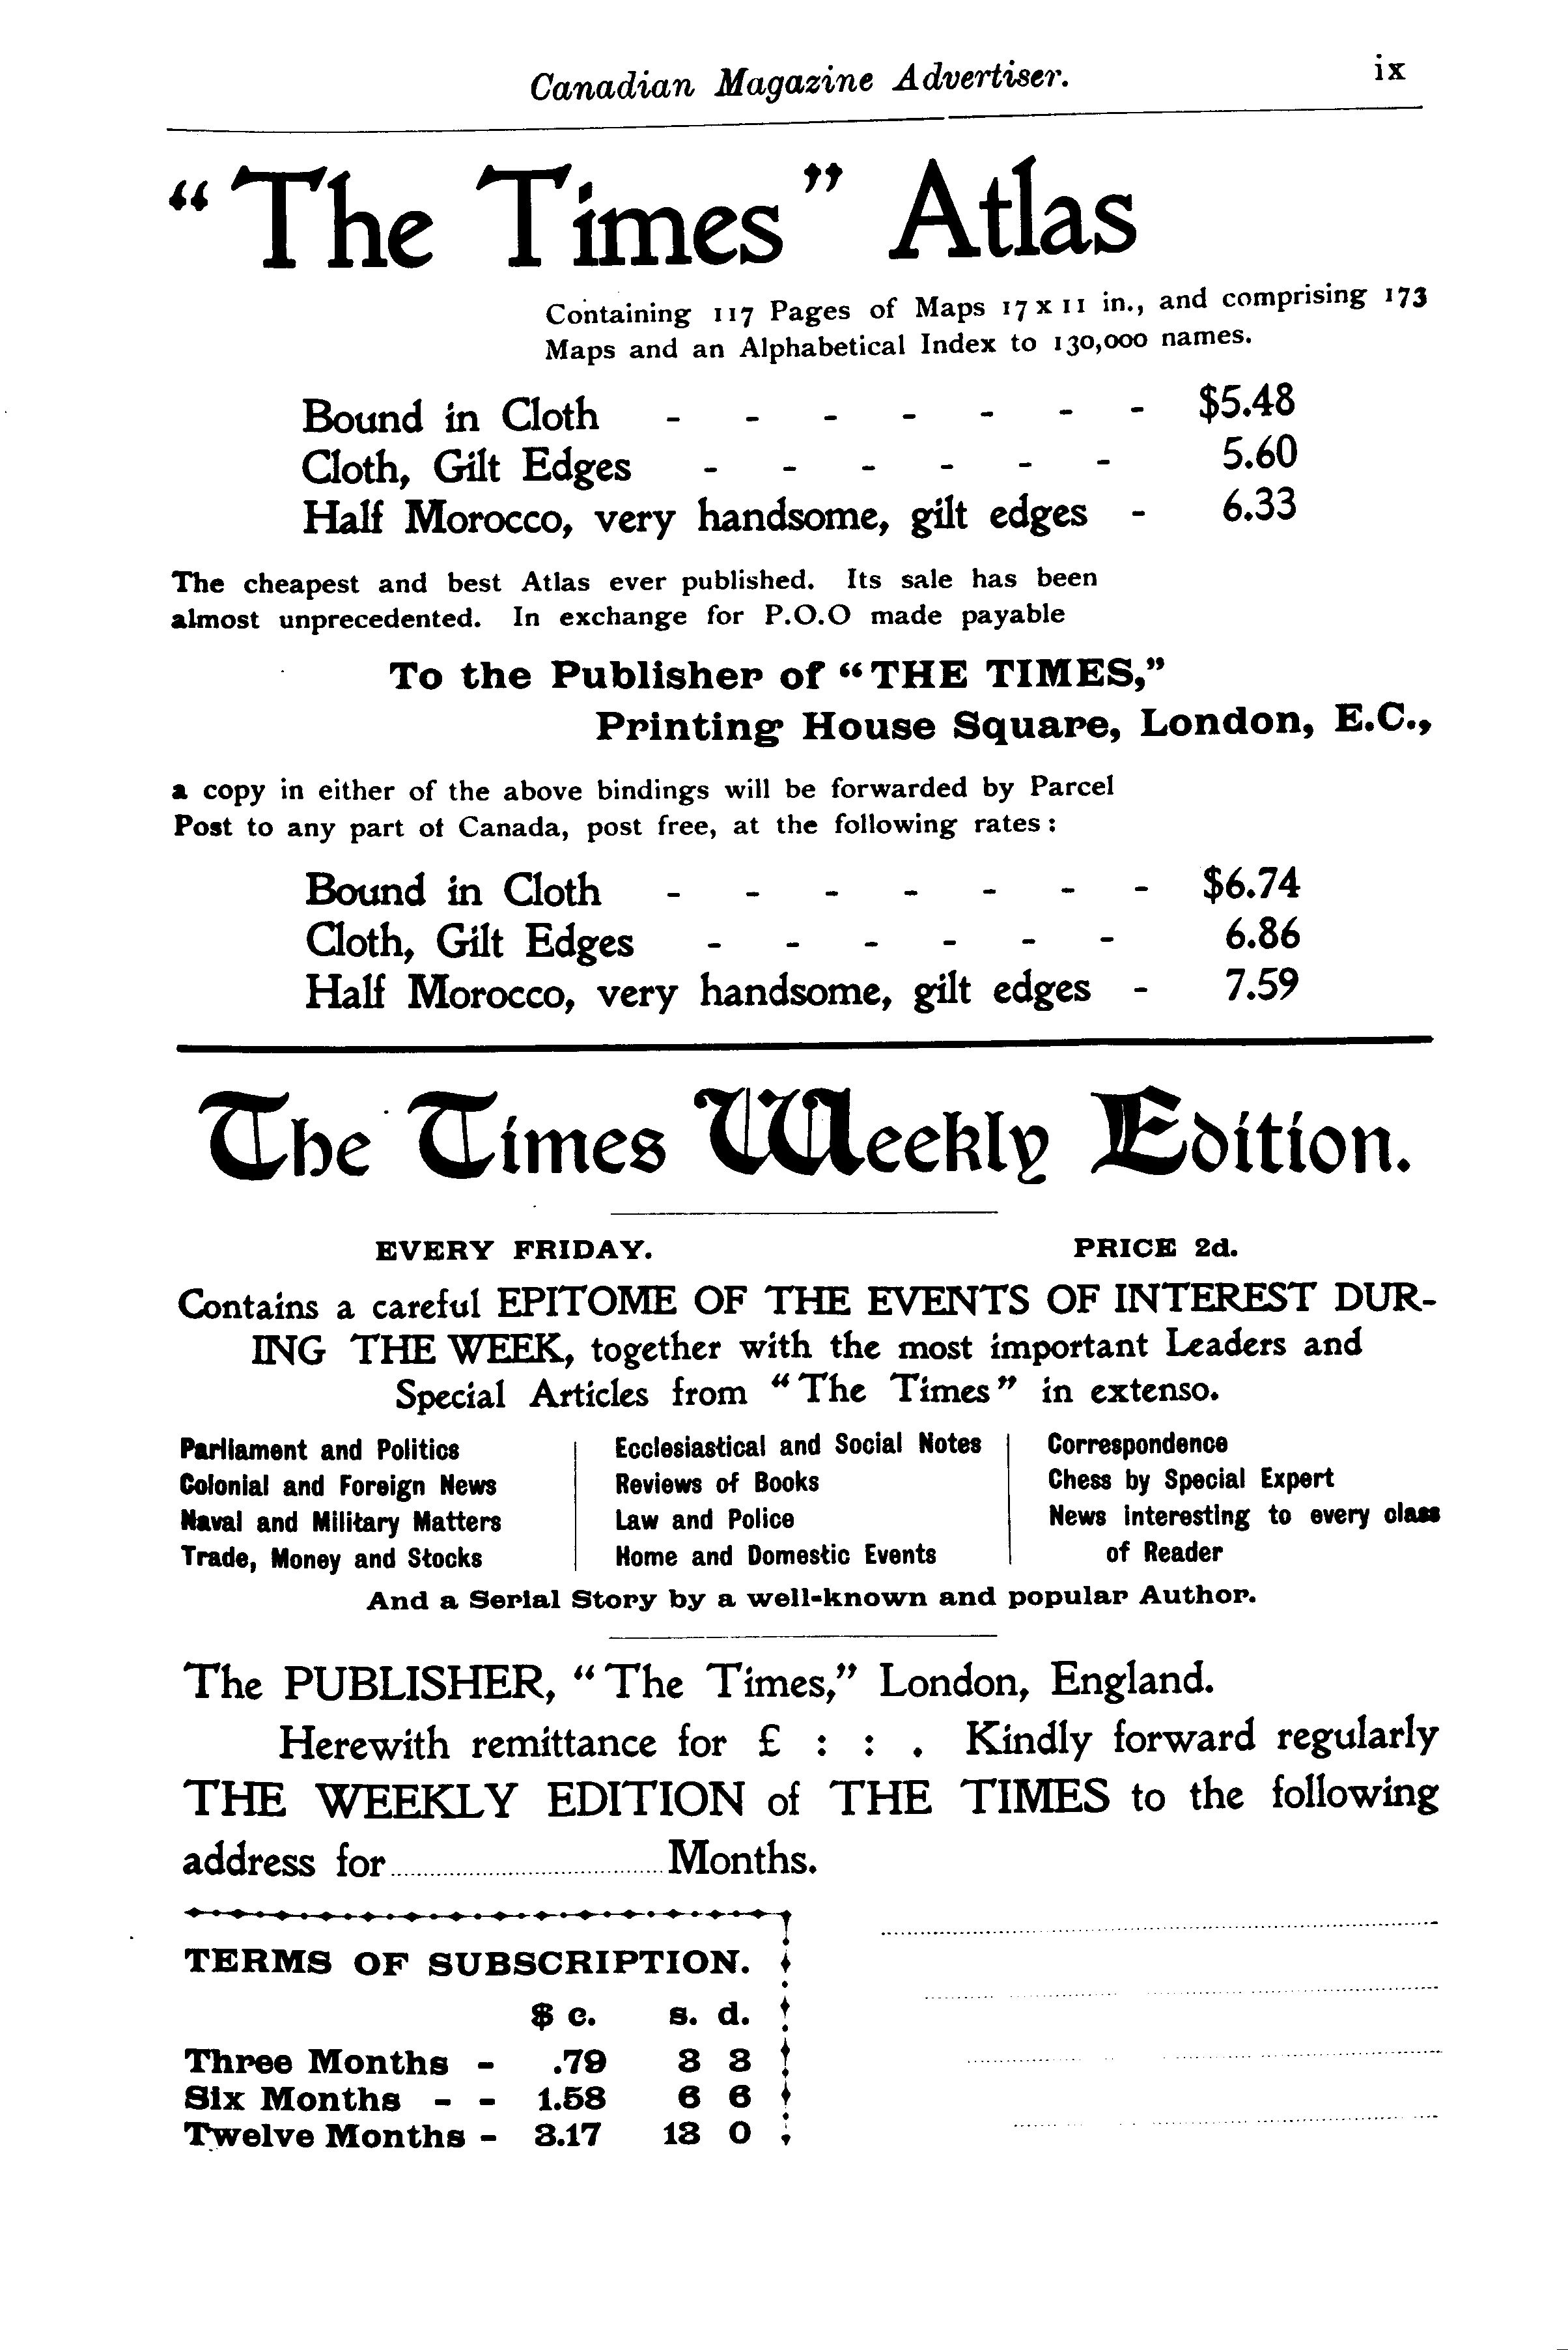 Canadian Magazine Advertiser. ix
"The Times" Atlas
Containing 117 Pages of Maps 17 x 11 in., and comprising 173
Maps and an Alphabetical Index to 130,000 names.
Bound in Cloth - - - - - - - $5.48
Cloth, Gilt Edges - - - - - - 5.60
Half Morocco, very handsome, gilt edges - 6.33
The cheapest and best Atlas ever published. Its sale has been
almost unprecedented. In exchange for P.O.O made payable
To the Publisher of "THE TIMES,"
Printing House Square, London, E.C.,
a copy in either of the above bindings will be forwarded by Parcel
Post to any part of Canada, post free, at the following rates:
Bound in Cloth - - - - - - - $6.74
Cloth, Gilt Edges - - - - - - 6.86
Half Morocco, very handsome, gilt edges - 7.59
The Times Weekly Edition.
EVERY FRIDAY. PRICE 2d.
Contains a careful EPITOME OF THE EVENTS OF INTEREST DUR-
ING THE WEEK, together with the most important Leaders and
Special Articles from "The Times" in extenso.
Parliament and Politics
Colonial and Foreign News
Naval and Military Matters
Trade, Money and Stocks
Ecclesiastical and Social Notes
Reviews of Books
Law and Police
Home and Domestic Events
Correspondence
Chess by Special Expert
News interesting to every class
of Reader
And a Serial Story by a well-known and popular Author.
The PUBLISHER, "The Times," London, England.
Herewith remittance for £ : : . Kindly forward regularly
THE WEEKLY EDITION of THE TIMES to the following
address for .................... Months.
TERMS OF SUBSCRIPTION.
$ c. s. d.
Three Months - .79 3 3
Six Months - - 1.58 6 6
Twelve Months - 3.17 13 0